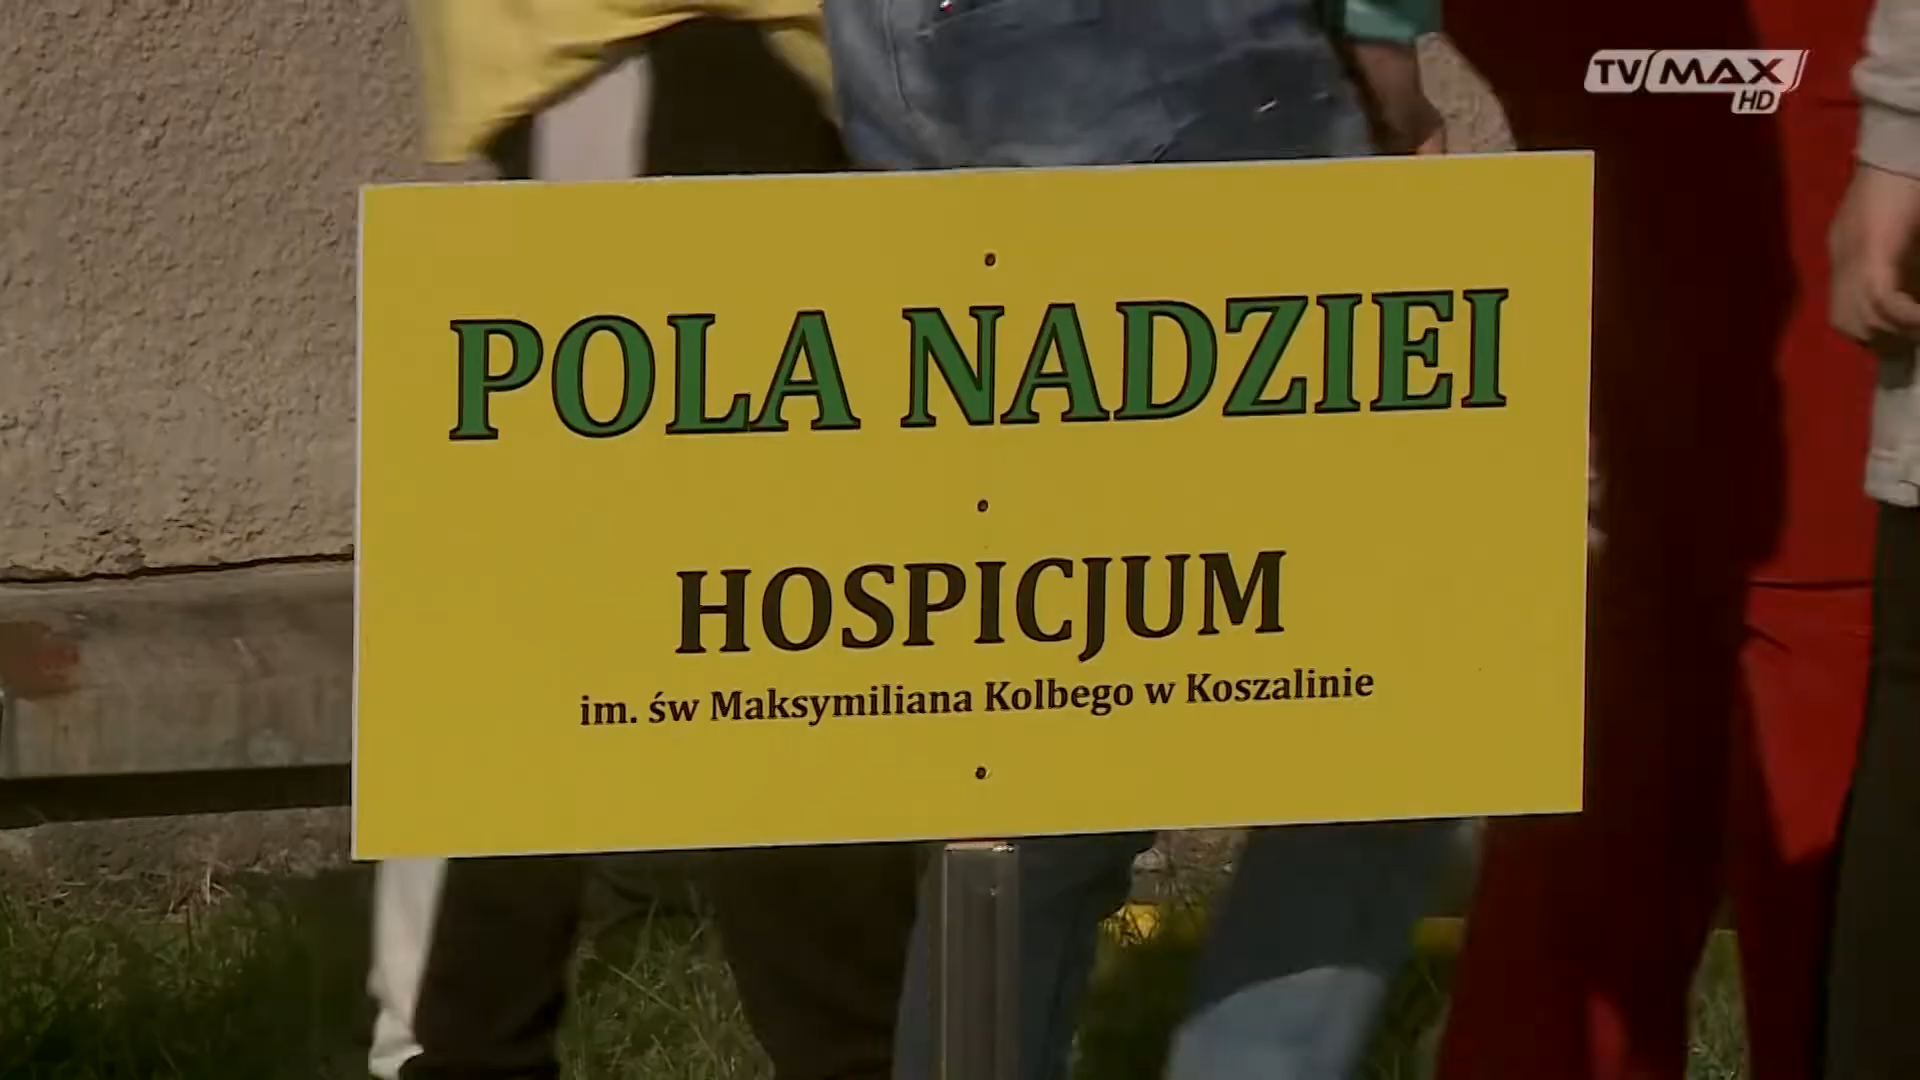 TV MAX
HD
POLA NADZIEI
HOSPICJUM
im. św Maksymiliana Kolbego w Koszalinie